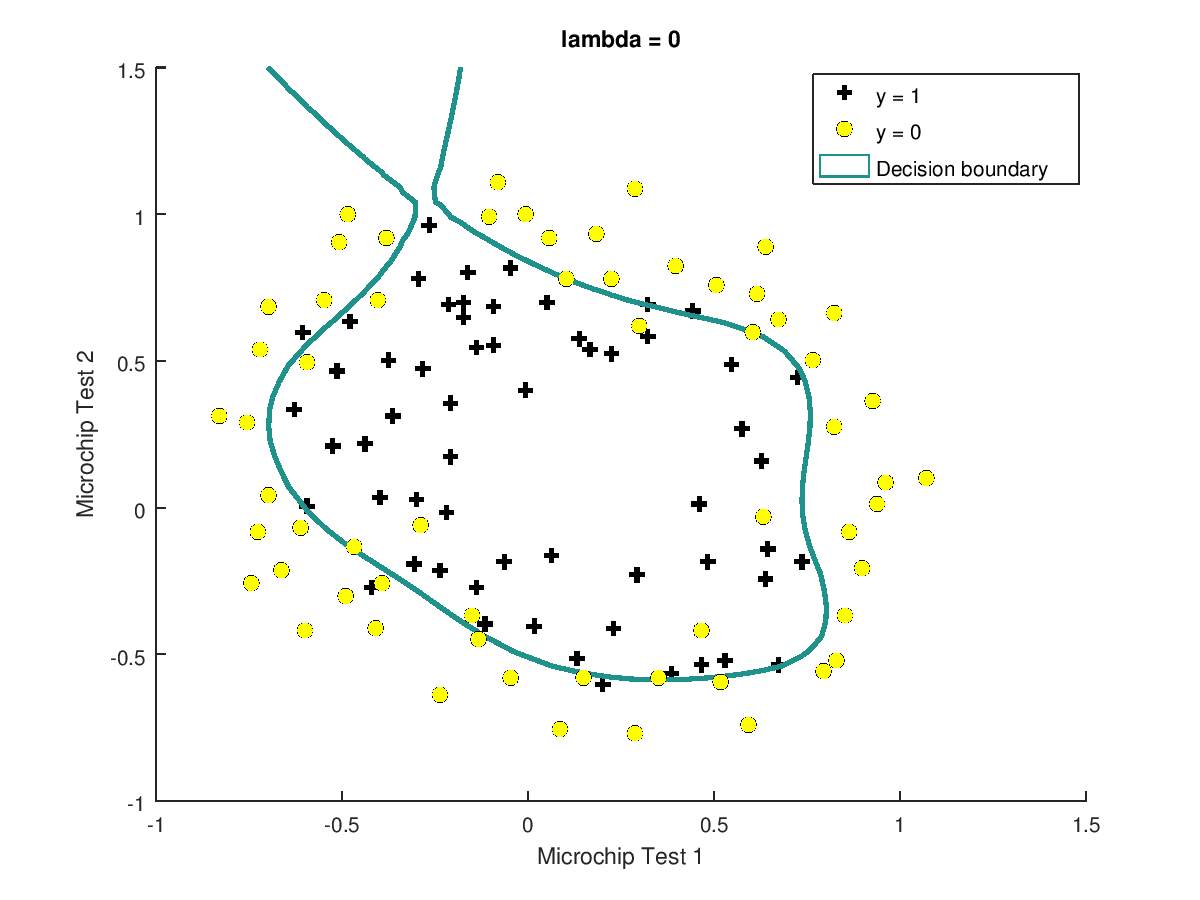 lambda = 0
y = 1
y = 0
Decision boundary
1.5
1
0.5
0
-0.5
-1
Microchip Test 2
-1
-0.5
0
0.5
1
1.5
Microchip Test 1